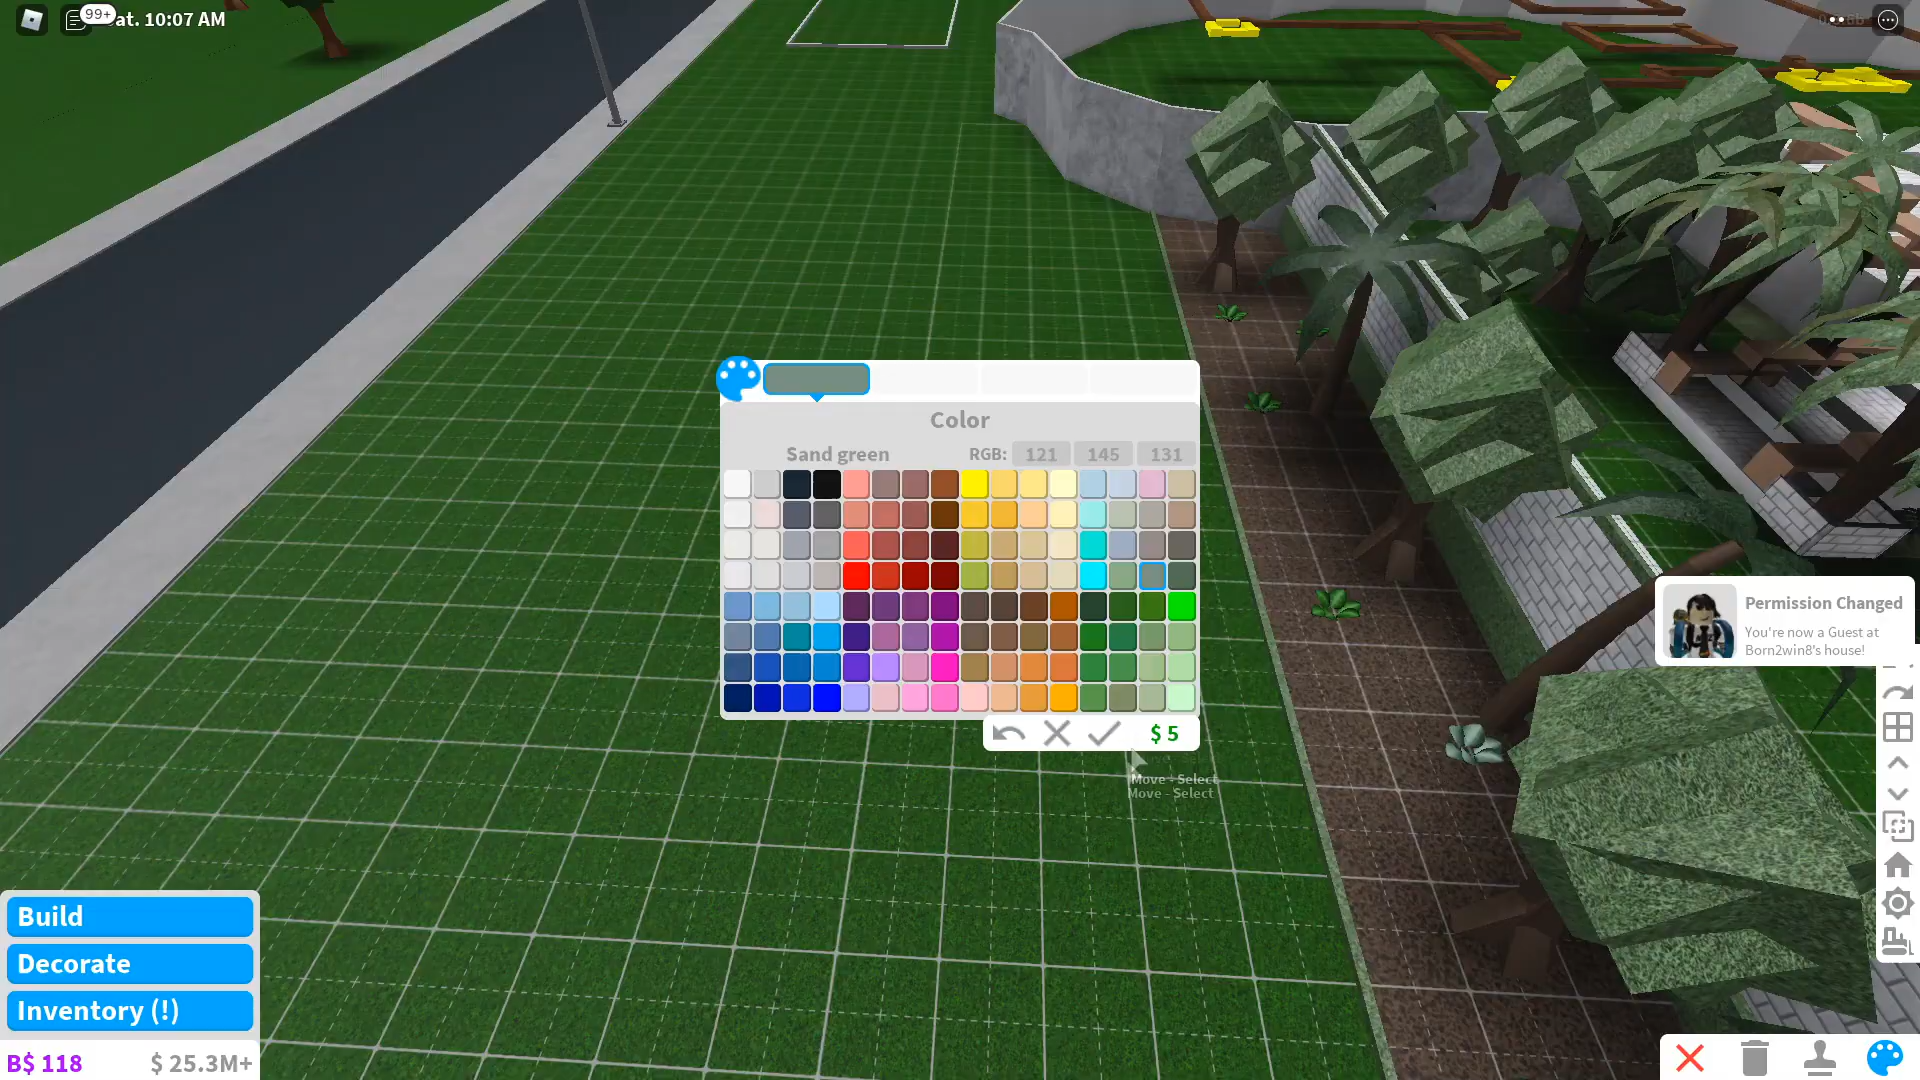 99+
at. 10:07 AM
Color
Sand green
RGB: 121 145 131
$ 5
Move - Select
Move - Select
Permission Changed
You're now a Guest at
Born2win8's house!
Build
Decorate
Inventory (!)
B$ 118
$ 25.3M+